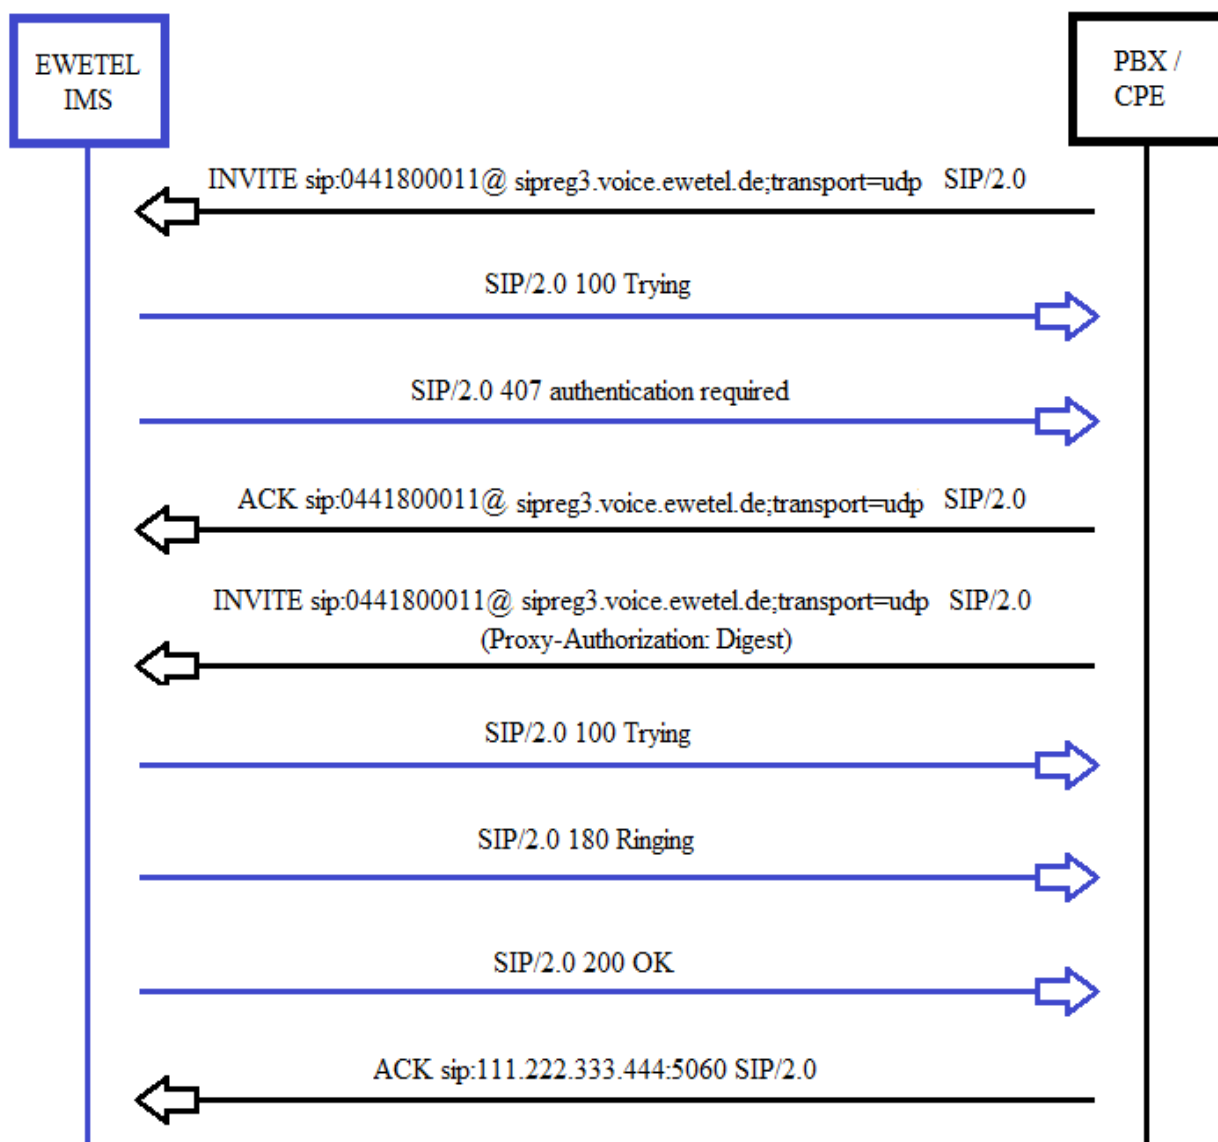 EWETEL
IMS
PBX /
CPE
INVITE sip:0441800011@ sipreg3.voice.ewetel.de;transport=udp SIP/2.0
SIP/2.0 100 Trying
SIP/2.0 407 authentication required
ACK sip:0441800011@ sipreg3.voice.ewetel.de;transport=udp SIP/2.0
INVITE sip:0441800011@ sipreg3.voice.ewetel.de;transport=udp SIP/2.0
(Proxy-Authorization: Digest)
SIP/2.0 100 Trying
SIP/2.0 180 Ringing
SIP/2.0 200 OK
ACK sip:111.222.333.444:5060 SIP/2.0